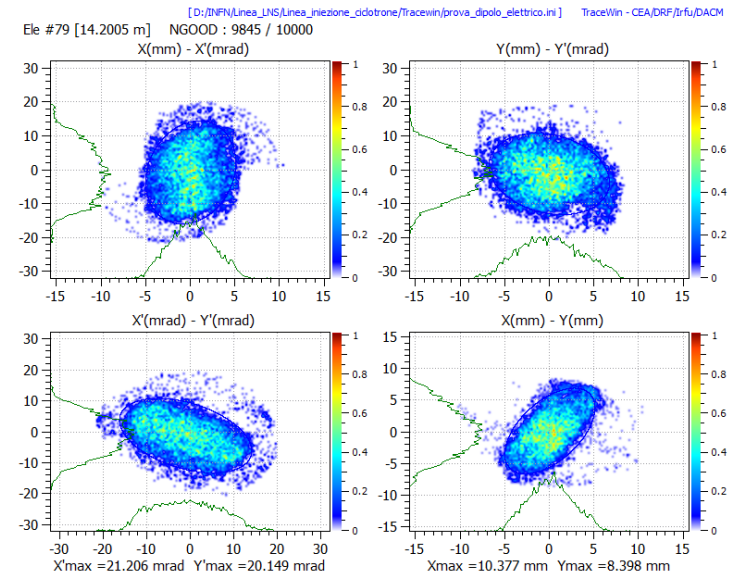 [ D:/INFN/Linea_LNS/Linea_iniezione_ciclotrone/Tracewin/prova_dipolo_elettrico.ini ] TraceWin - CEA/DRF/Irfu/DACM
Ele #79 [14.2005 m] NGOOD : 9845 / 10000
X(mm) - X'(mrad) Y(mm) - Y'(mrad)
30 1 30 1
20 0.8 20 0.8
10 0.6 10 0.6
0 0
-10 0.4 -10 0.4
-20 0.2 -20 0.2
-30 0 -30 0
-15 -10 -5 0 5 10 15 -15 -10 -5 0 5 10 15
X'(mrad) - Y'(mrad) X(mm) - Y(mm)
30 1 15 1
20 0.8 10 0.8
10 0.6 5 0.6
0 0
-10 0.4 -5 0.4
-20 0.2 -10 0.2
-30 0 -15 0
-30 -20 -10 0 10 20 30 -15 -10 -5 0 5 10 15
X'max =21.206 mrad Y'max =20.149 mrad Xmax =10.377 mm Ymax =8.398 mm